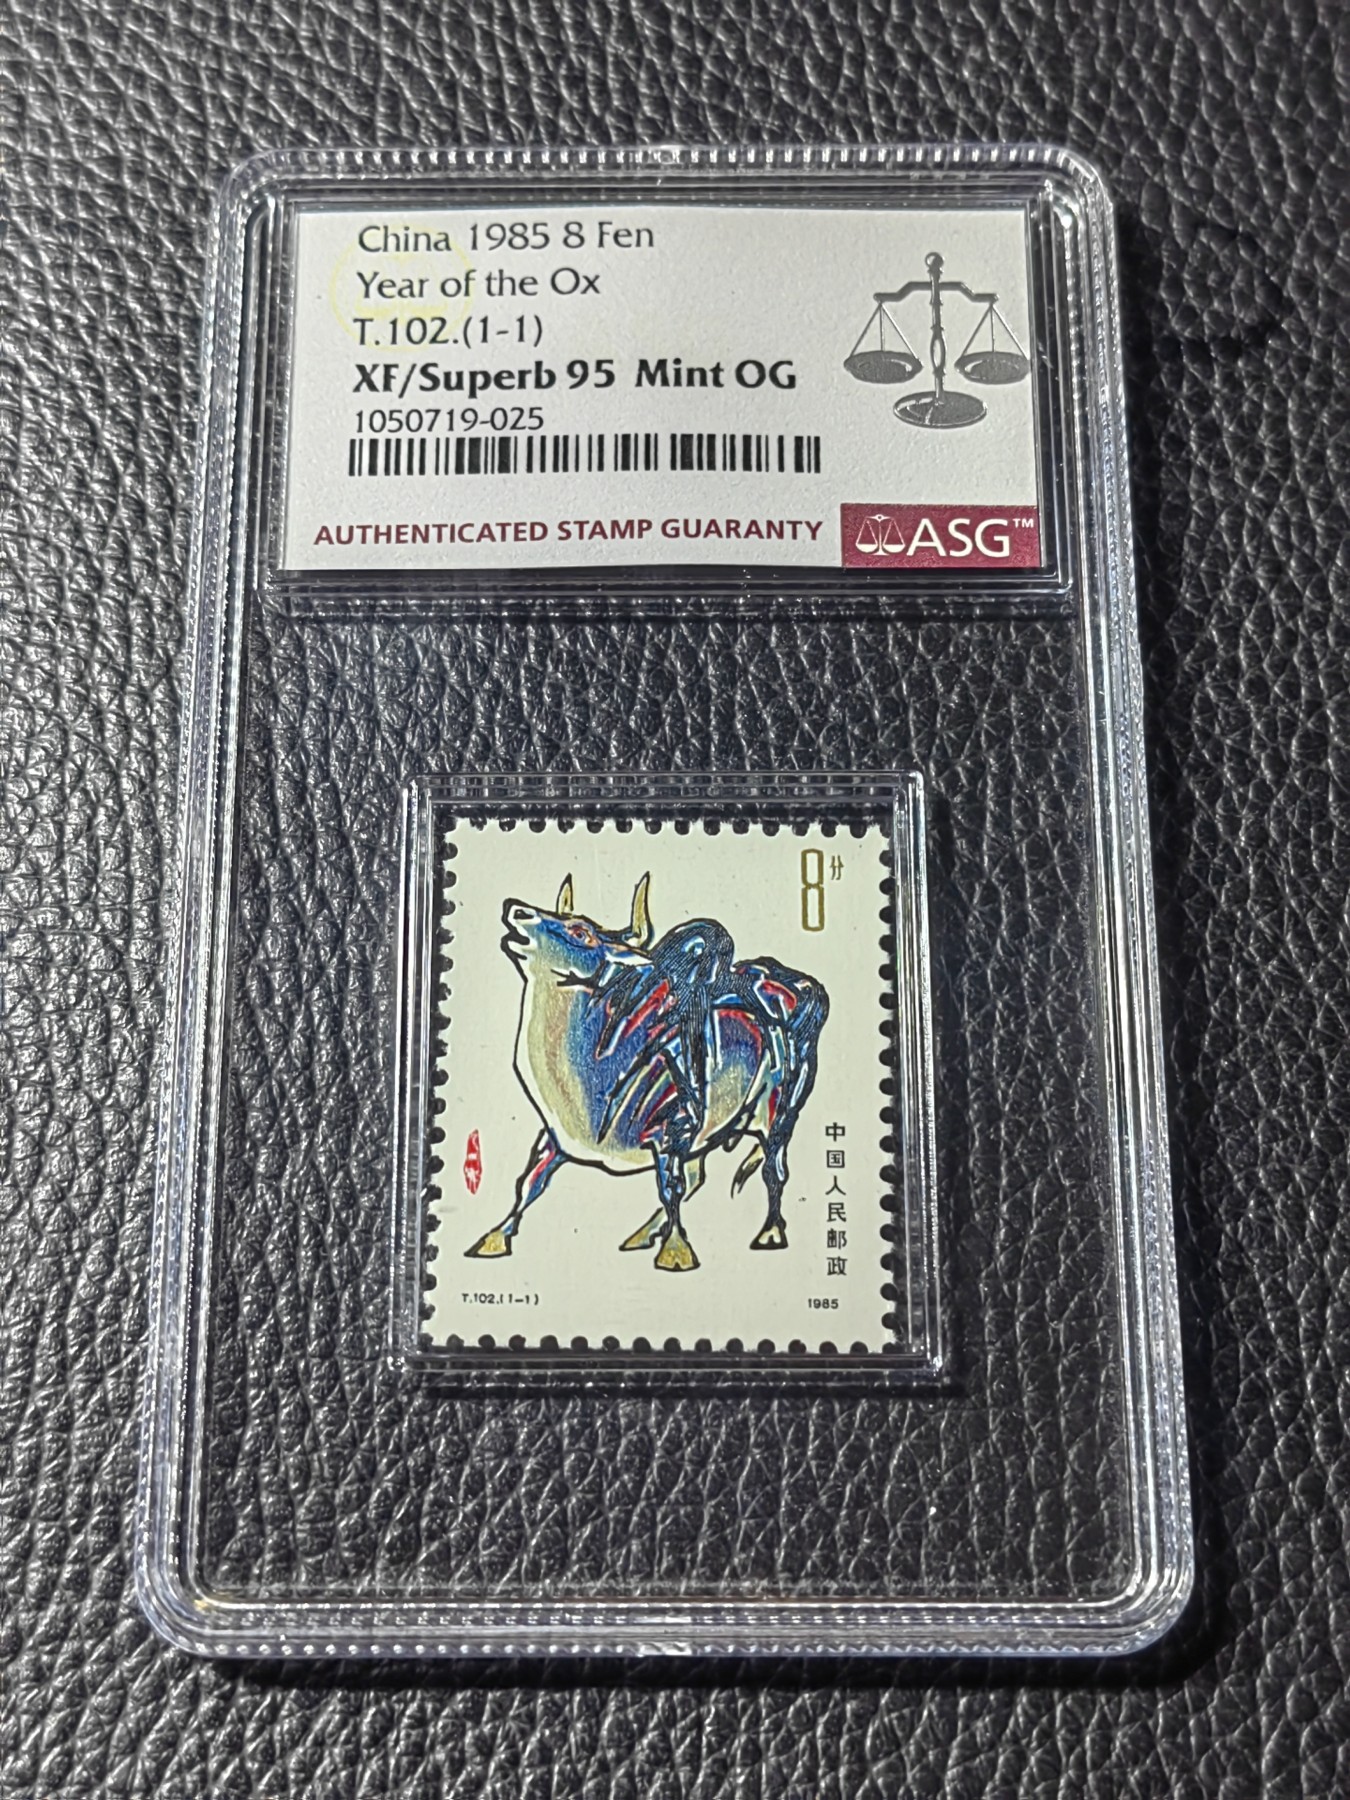 China 1985 8 Fen
Year of the Ox
T.102.(1-1)
XF/Superb 95 Mint OG
1050719-025
AUTHENTICATED STAMP GUARANTY
ASG™
8分
中国人民邮政
T.102.(1-1)
1985